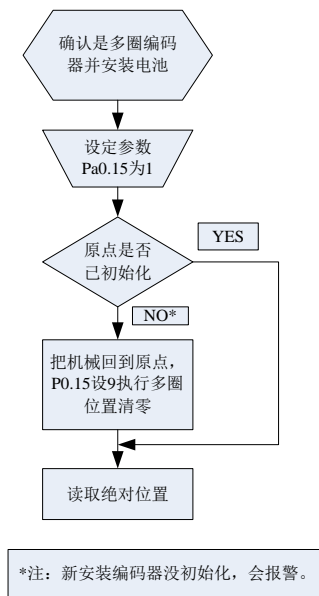 确认是多圈编码
器并安装电池
设定参数
Pa0.15为1
原点是否
已初始化
YES
NO*
把机械回到原点，
P0.15设9执行多圈
位置清零
读取绝对位置
*注：新安装编码器没初始化，会报警。